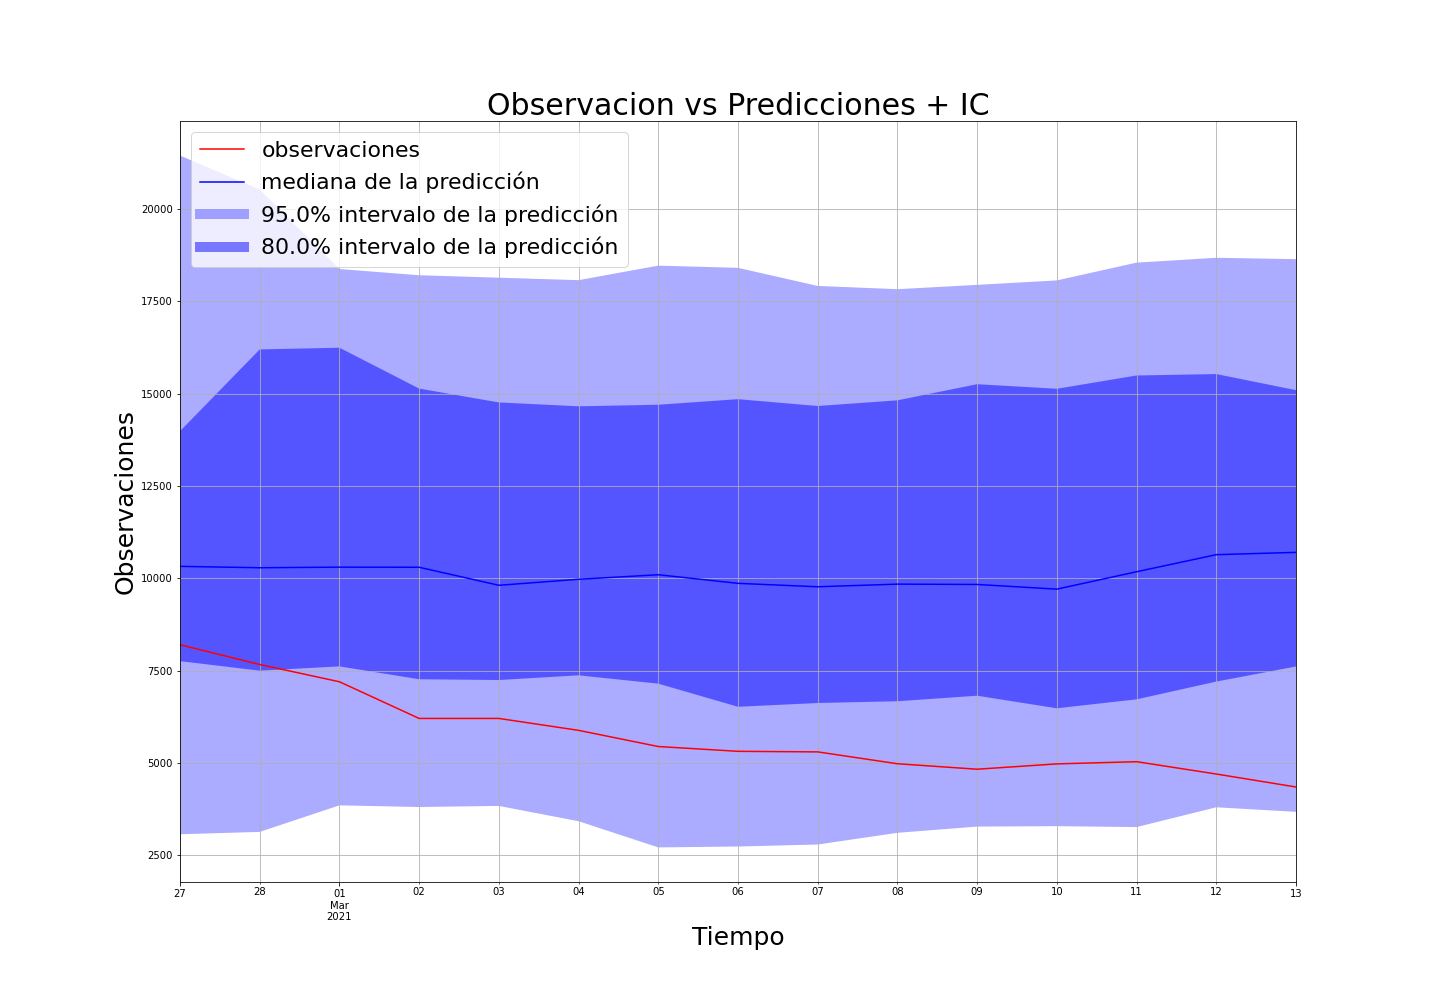 Observacion vs Predicciones + IC
observaciones
mediana de la predicción
95.0% intervalo de la predicción
80.0% intervalo de la predicción
Observaciones
20000
17500
15000
12500
10000
7500
5000
2500
27 28 01 02 03 04 05 06 07 08 09 10 11 12 13
Mar
2021
Tiempo